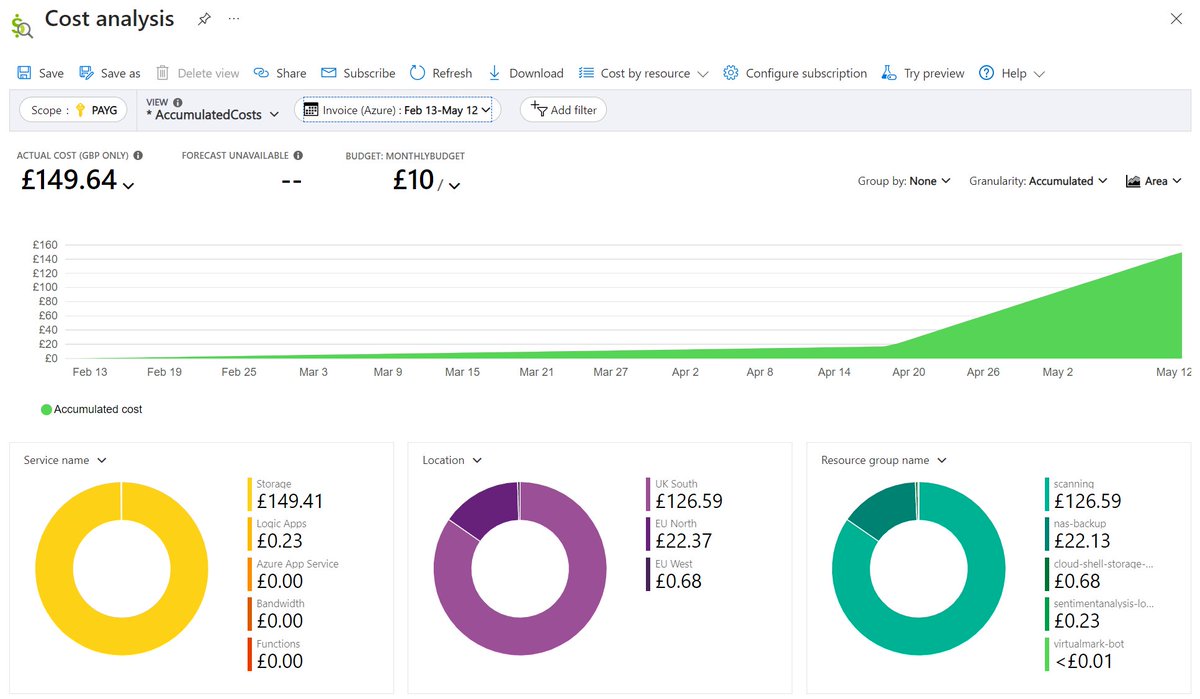 Cost analysis
Save Save as Delete view Share Subscribe Refresh Download Cost by resource Configure subscription Try preview Help
Scope : PAYG
VIEW
* AccumulatedCosts
Invoice (Azure) : Feb 13-May 12
Add filter
ACTUAL COST (GBP ONLY)
£149.64
FORECAST UNAVAILABLE
--
BUDGET: MONTHLYBUDGET
£10 /
Group by: None
Granularity: Accumulated
Area
£160
£140
£120
£100
£80
£60
£40
£20
£0
Feb 13 Feb 19 Feb 25 Mar 3 Mar 9 Mar 15 Mar 21 Mar 27 Apr 2 Apr 8 Apr 14 Apr 20 Apr 26 May 2 May 12
Accumulated cost
Service name
Storage
£149.41
Logic Apps
£0.23
Azure App Service
£0.00
Bandwidth
£0.00
Functions
£0.00
Location
UK South
£126.59
EU North
£22.37
EU West
£0.68
Resource group name
scanning
£126.59
nas-backup
£22.13
cloud-shell-storage-...
£0.68
sentimentanalysis-lo...
£0.23
virtualmark-bot
<£0.01